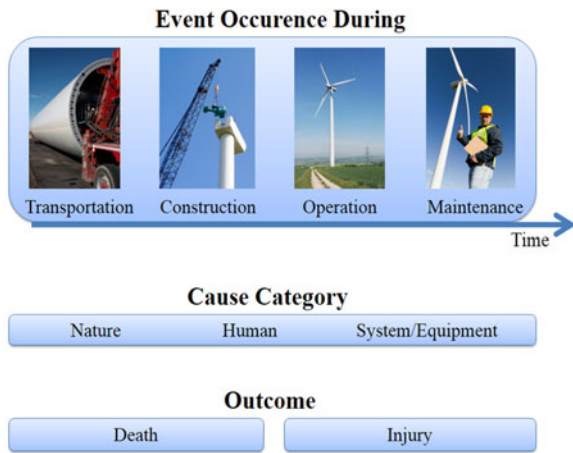 Event Occurence During
Transportation Construction Operation Maintenance
Time
Cause Category
Nature Human System/Equipment
Outcome
Death Injury